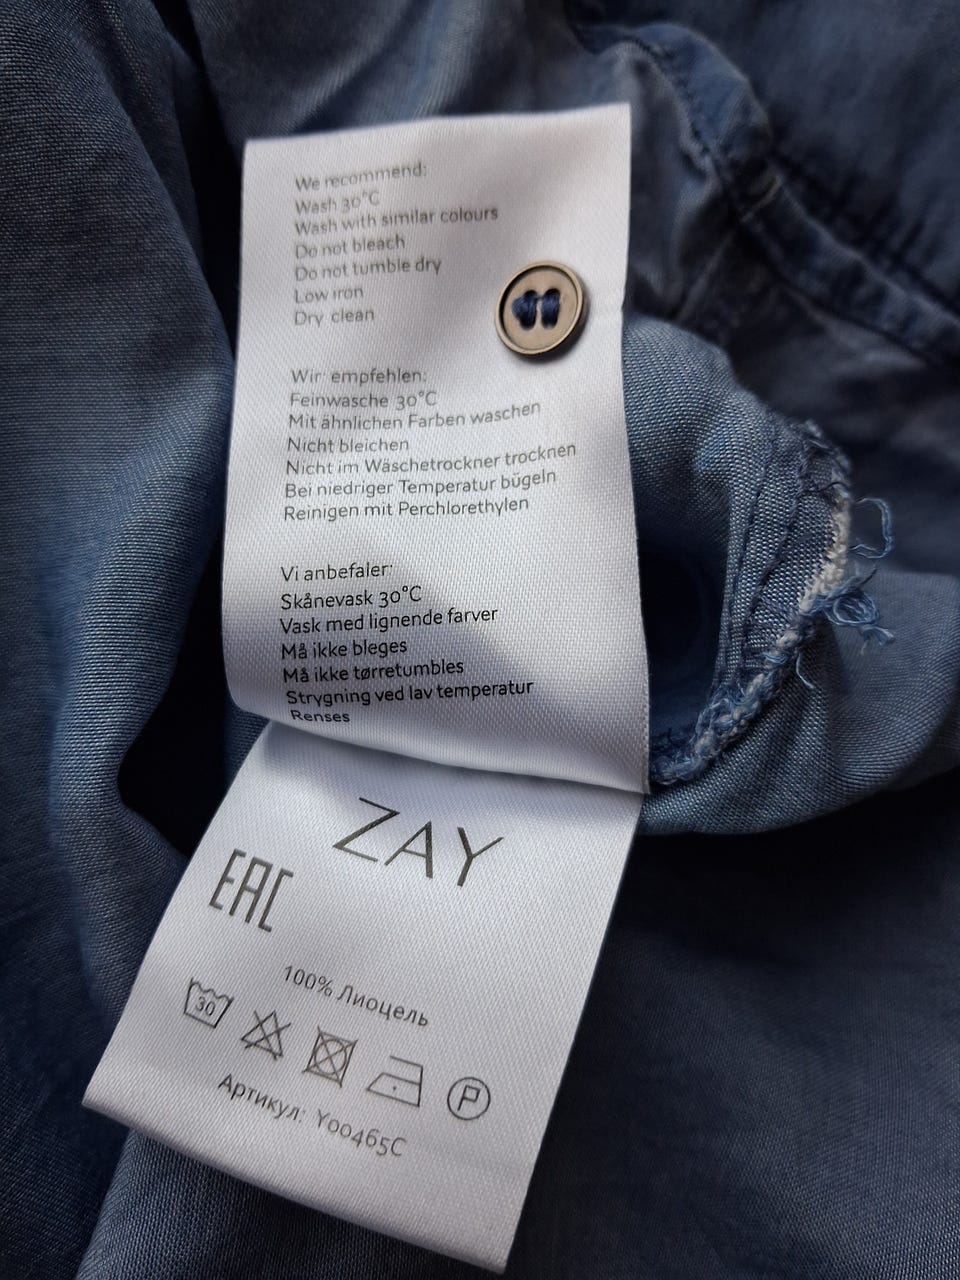 We recommend:
Wash 30°C
Wash with similar colours
Do not bleach
Do not tumble dry
Low iron
Dry clean
Wir empfehlen:
Feinwasche 30°C
Mit ähnlichen Farben waschen
Nicht bleichen
Nicht im Wäschetrockner trocknen
Bei niedriger Temperatur bügeln
Reinigen mit Perchlorethylen
Vi anbefaler:
Skånevask 30°C
Vask med lignende farver
Må ikke bleges
Må ikke tørretumbles
Strygning ved lav temperatur
Renses
ZAY
EAC
100% Лиоцель
30
P
Артикул: Y00465C